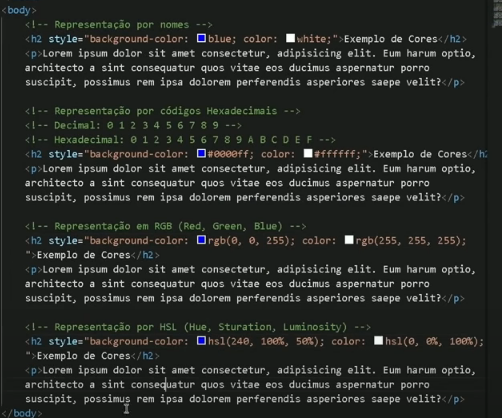 <body>
<!-- Representação por nomes -->
<h2 style="background-color: blue; color: white;">Exemplo de Cores</h2>
<p>Lorem ipsum dolor sit amet consectetur, adipisicing elit. Eum harum optio,
architecto a sint consequatur quos vitae eos ducimus aspernatur porro
suscipit, possimus rem ipsa dolorem perferendis asperiores saepe velit?</p>
<!-- Representação por códigos Hexadecimais -->
<!-- Decimal: 0 1 2 3 4 5 6 7 8 9 -->
<!-- Hexadecimal: 0 1 2 3 4 5 6 7 8 9 A B C D E F -->
<h2 style="background-color: #0000ff; color: #ffffff;">Exemplo de Cores</h2
<p>Lorem ipsum dolor sit amet consectetur, adipisicing elit. Eum harum optio,
architecto a sint consequatur quos vitae eos ducimus aspernatur porro
suscipit, possimus rem ipsa dolorem perferendis asperiores saepe velit?</p>
<!-- Representação em RGB (Red, Green, Blue) -->
<h2 style="background-color: rgb(0, 0, 255); color: rgb(255, 255, 255);
">Exemplo de Cores</h2>
<p>Lorem ipsum dolor sit amet consectetur, adipisicing elit. Eum harum optio,
architecto a sint consequatur quos vitae eos ducimus aspernatur porro
suscipit, possimus rem ipsa dolorem perferendis asperiores saepe velit?</p>
<!-- Representação por HSL (Hue, Sturation, Luminosity) -->
<h2 style="background-color: hsl(240, 100%, 50%); color: hsl(0, 0%, 100%);
">Exemplo de Cores</h2>
<p>Lorem ipsum dolor sit amet consectetur, adipisicing elit. Eum harum optio,
architecto a sint consequatur quos vitae eos ducimus aspernatur porro
suscipit, possimus rem ipsa dolorem perferendis asperiores saepe velit?</p>
</body>